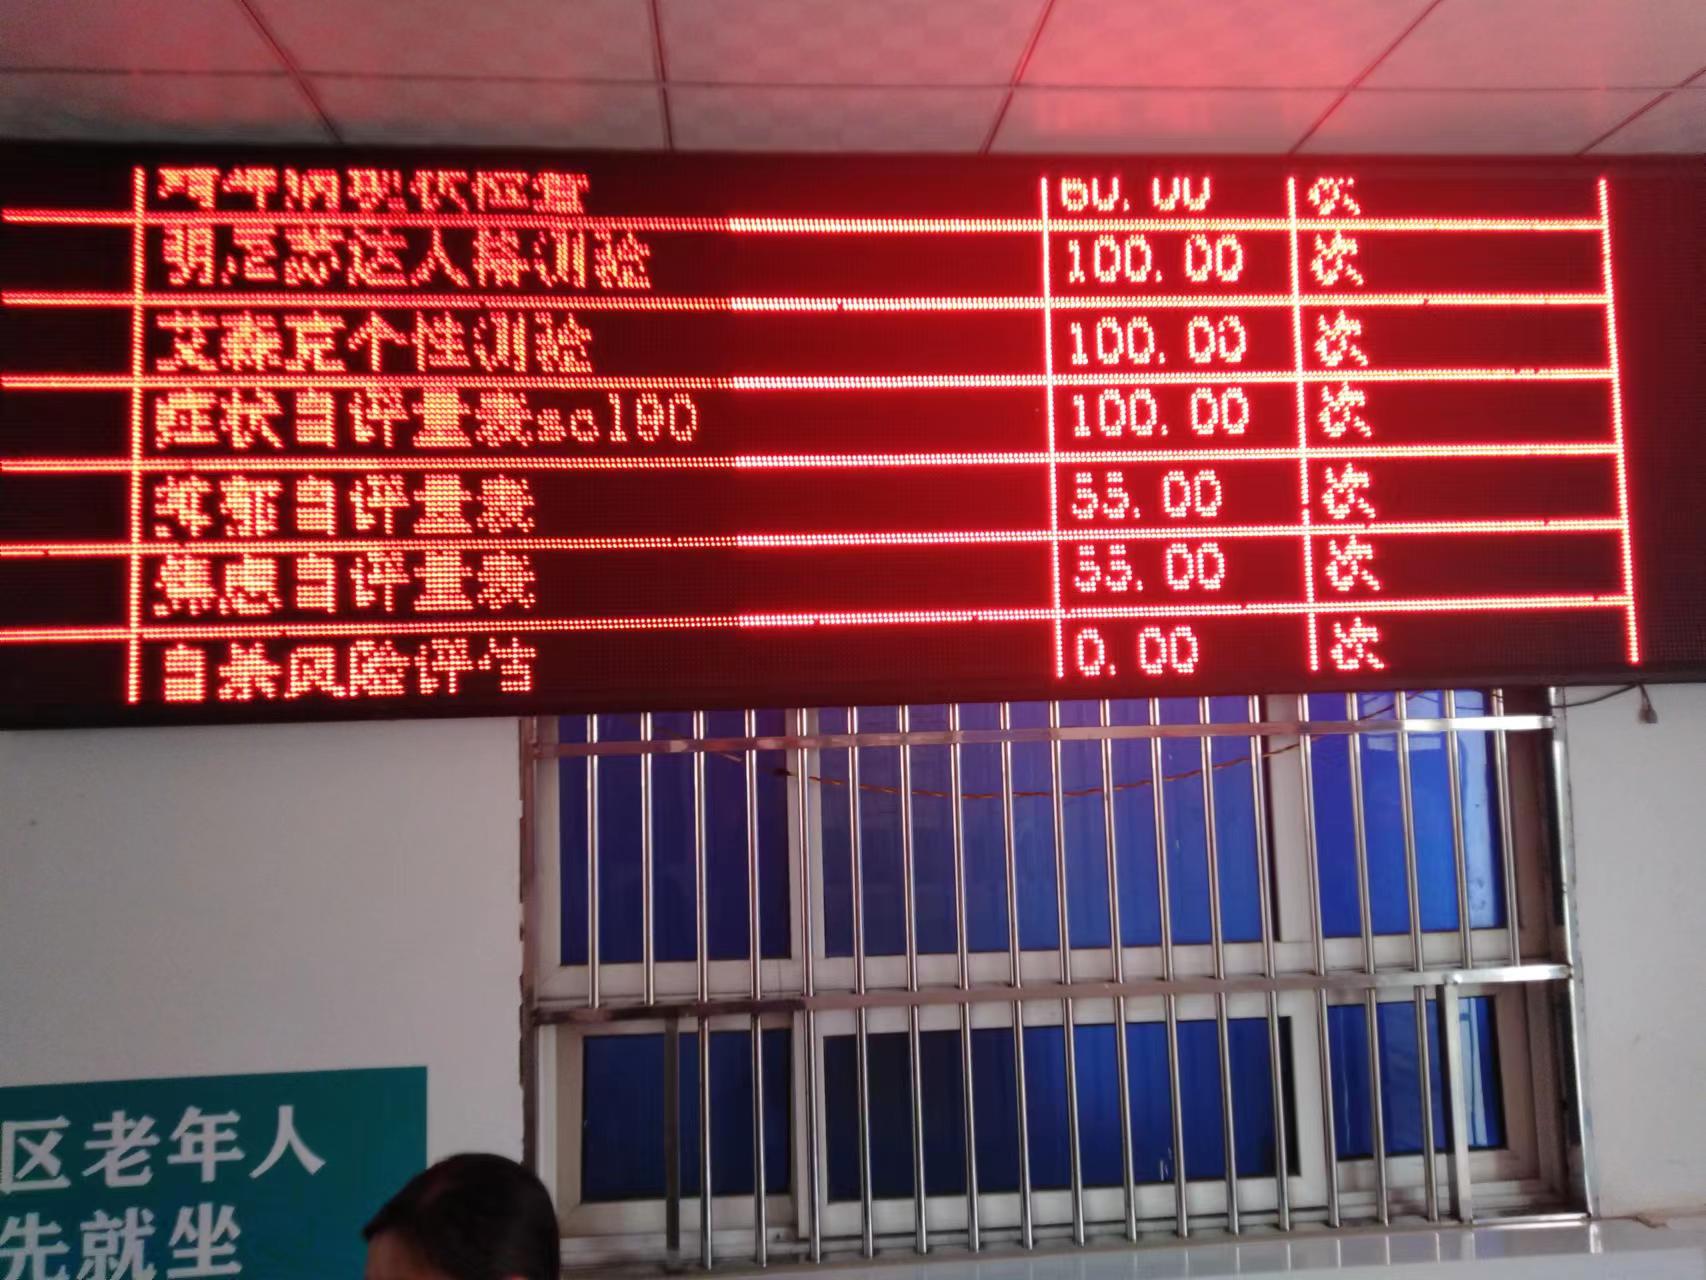 60.00 次
明尼苏达人格测验 100.00 次
艾森克个性测验 100.00 次
症状自评量表scl90 100.00 次
抑郁自评量表 55.00 次
焦虑自评量表 55.00 次
自杀风险评估 0.00 次
区老年人
先就坐